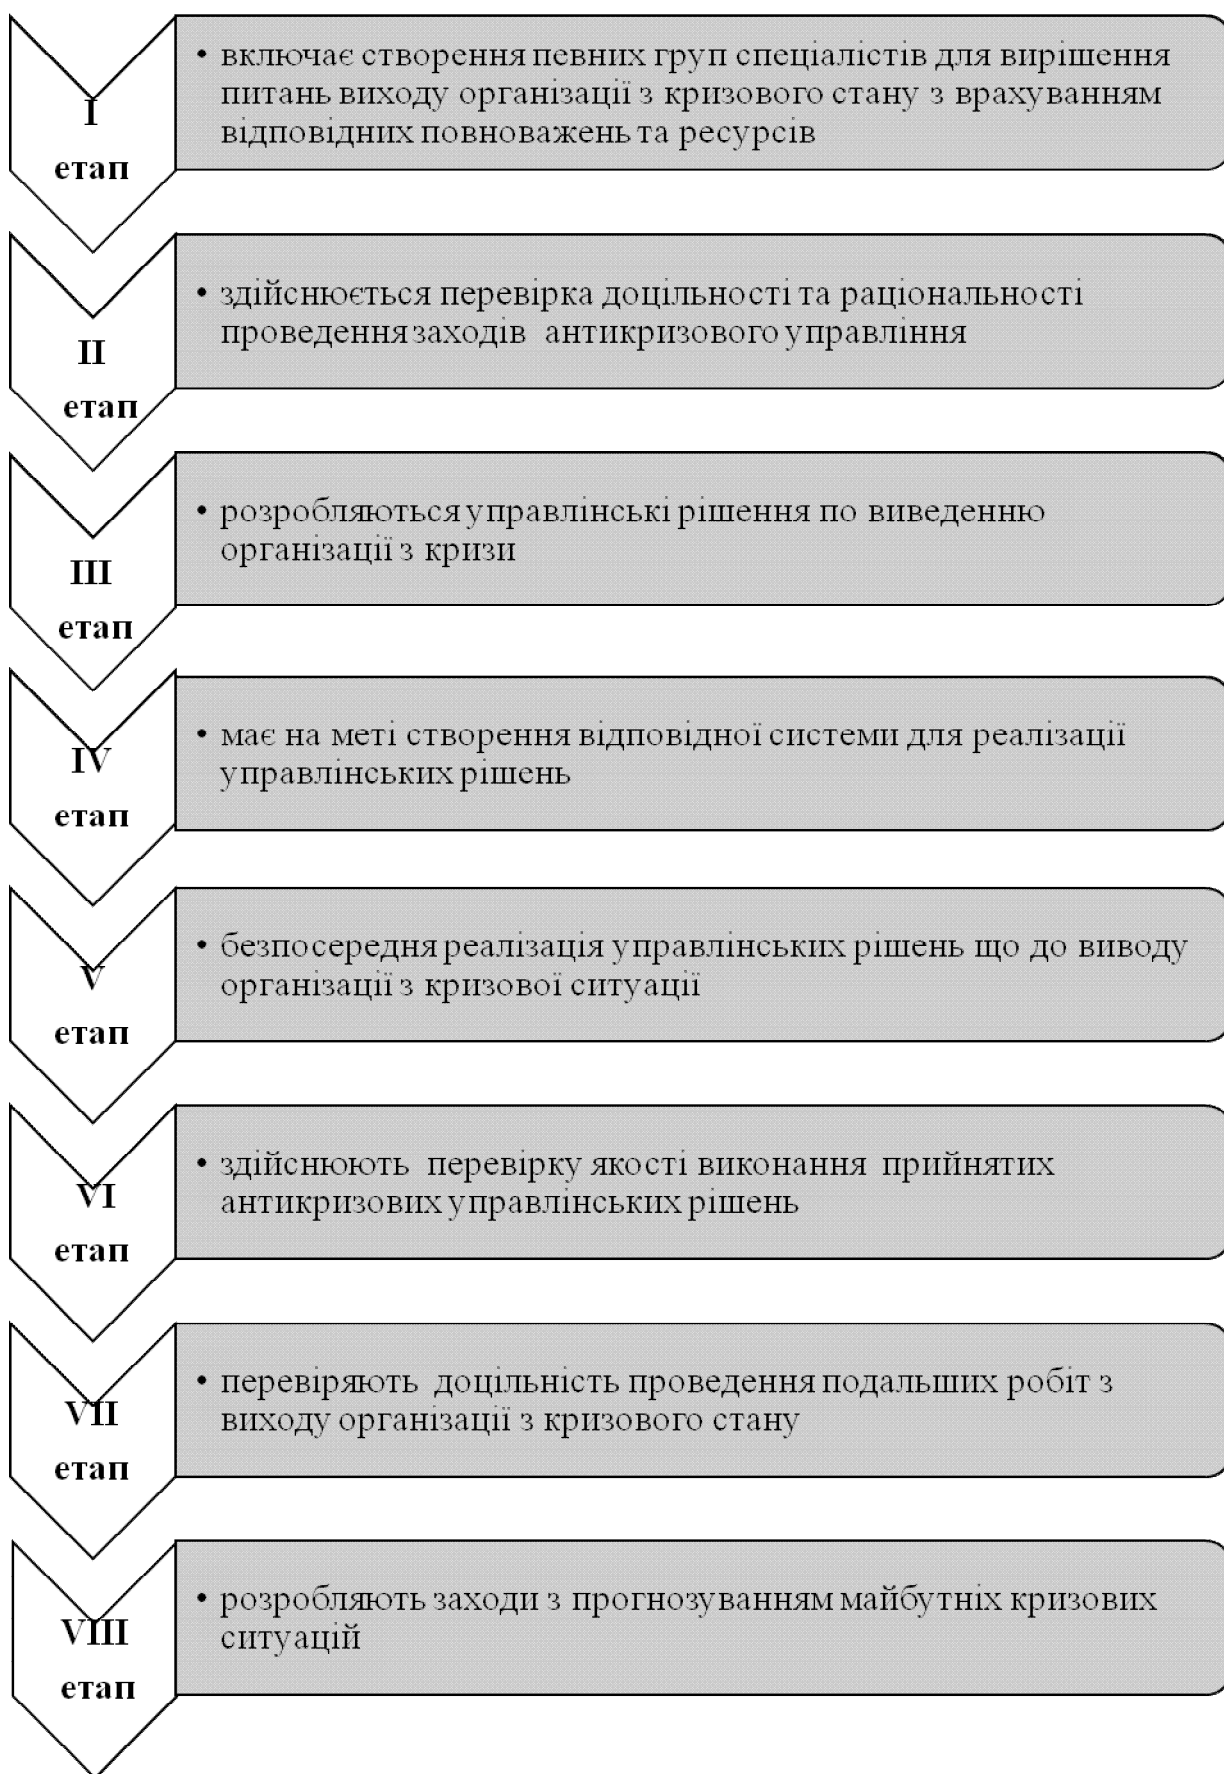 I
етап
• включає створення певних груп спеціалістів для вирішення
питань виходу організації з кризового стану з врахуванням
відповідних повноважень та ресурсів
II
етап
• здійснюється перевірка доцільності та раціональності
проведення заходів антикризового управління
III
етап
• розробляються управлінські рішення по виведенню
організації з кризи
IV
етап
• має на меті створення відповідної системи для реалізації
управлінських рішень
V
етап
• безпосередня реалізація управлінських рішень що до виводу
організації з кризової ситуації
VI
етап
• здійснюють перевірку якості виконання прийнятих
антикризових управлінських рішень
VII
етап
• перевіряють доцільність проведення подальших робіт з
виходу організації з кризового стану
VIII
етап
• розробляють заходи з прогнозуванням майбутніх кризових
ситуацій